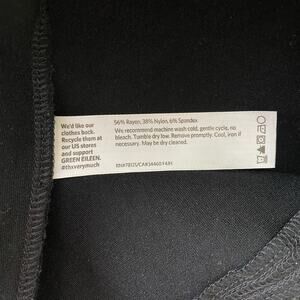 We'd like our
clothes back.
Recycle them at
our US stores
and support
GREEN EILEEN.
#thxverymuch
56% Rayon, 38% Nylon, 6% Spandex
We recommend machine wash cold, gentle cycle, no
bleach. Tumble dry low. Remove promptly. Cool, iron if
necessary. May be dry cleaned.